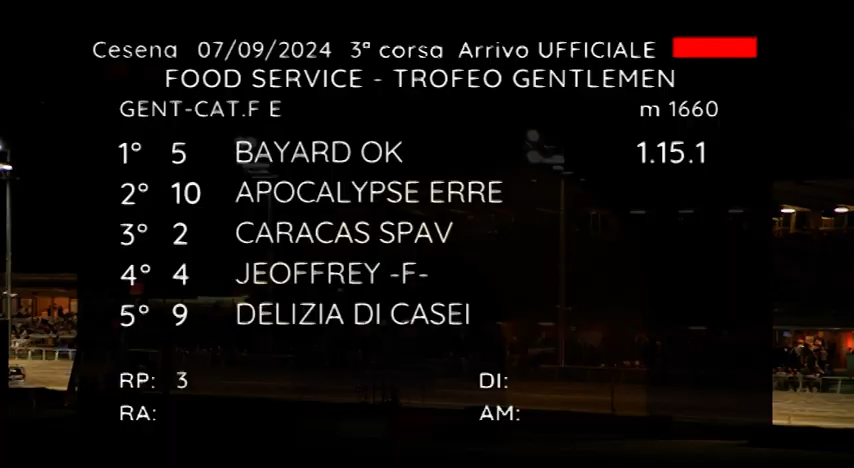 Cesena 07/09/2024 3ª corsa Arrivo UFFICIALE
FOOD SERVICE - TROFEO GENTLEMEN
GENT-CAT.F E m 1660
1° 5 BAYARD OK 1.15.1
2° 10 APOCALYPSE ERRE
3° 2 CARACAS SPAV
4° 4 JEOFFREY -F-
5° 9 DELIZIA DI CASEI
RP: 3 DI:
RA: AM: